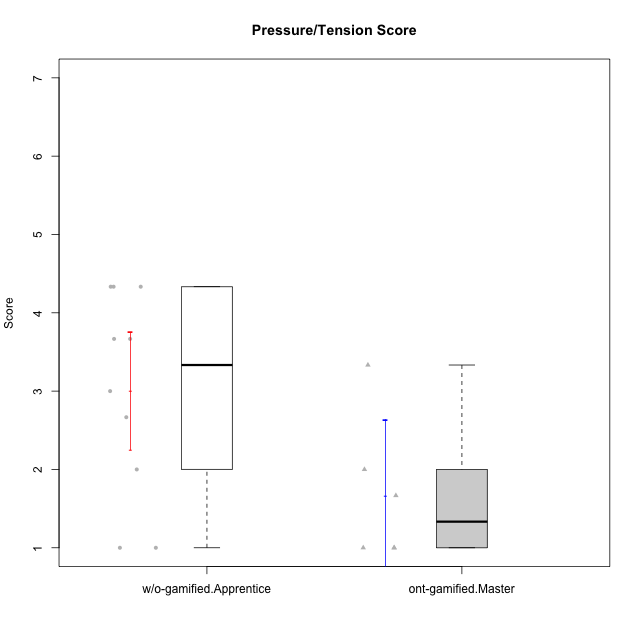 Pressure/Tension Score
7
6
5
4
3
2
1
Score
w/o-gamified.Apprentice
ont-gamified.Master